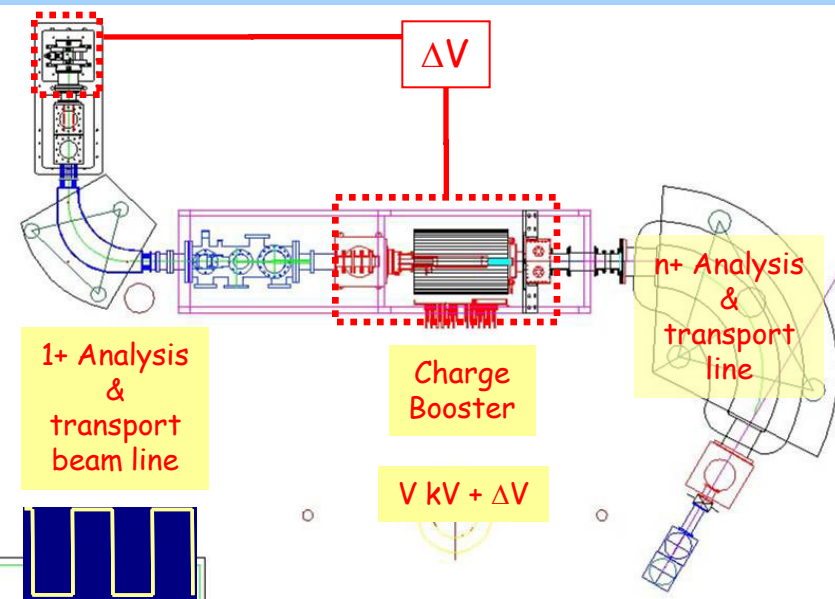 ΔV
n+ Analysis
&
transport
line
1+ Analysis
&
transport
beam line
Charge
Booster
V kV + ΔV